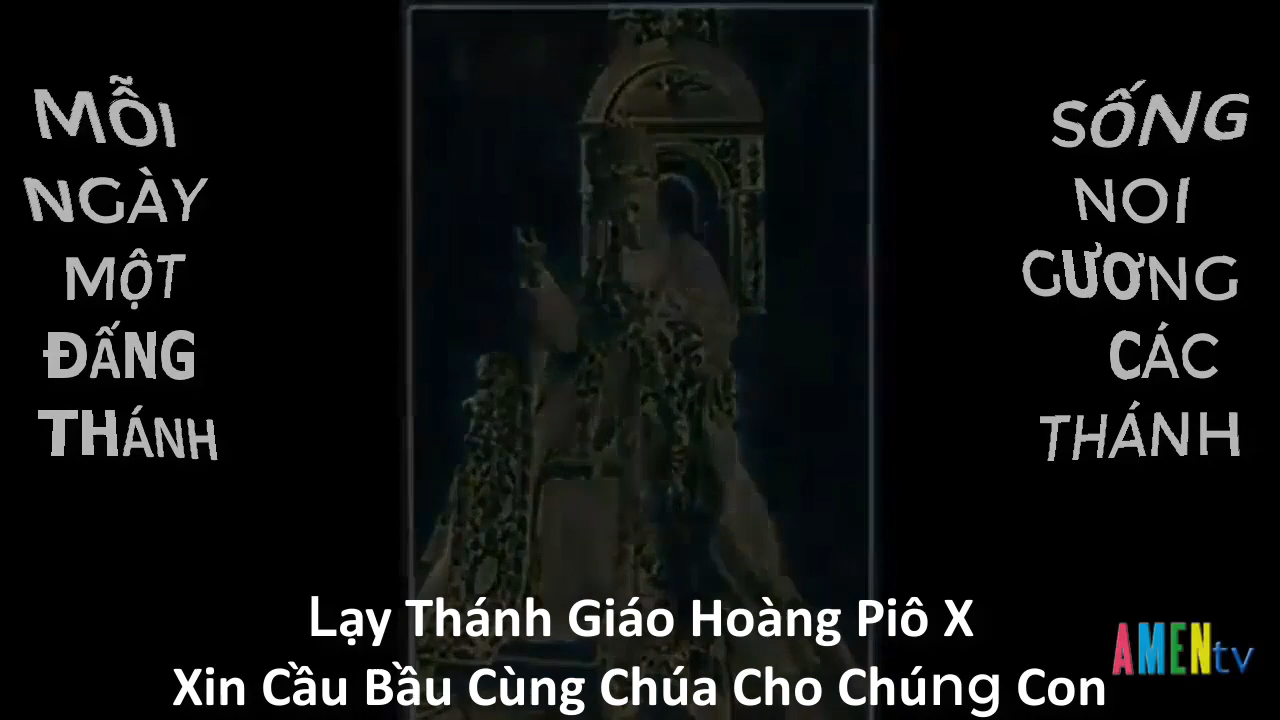 MỖI
NGÀY
MỘT
ĐẤNG
THÁNH
SỐNG
NOI
GƯƠNG
CÁC
THÁNH
Lạy Thánh Giáo Hoàng Piô X
Xin Cầu Bầu Cùng Chúa Cho Chúng Con
AMENtv